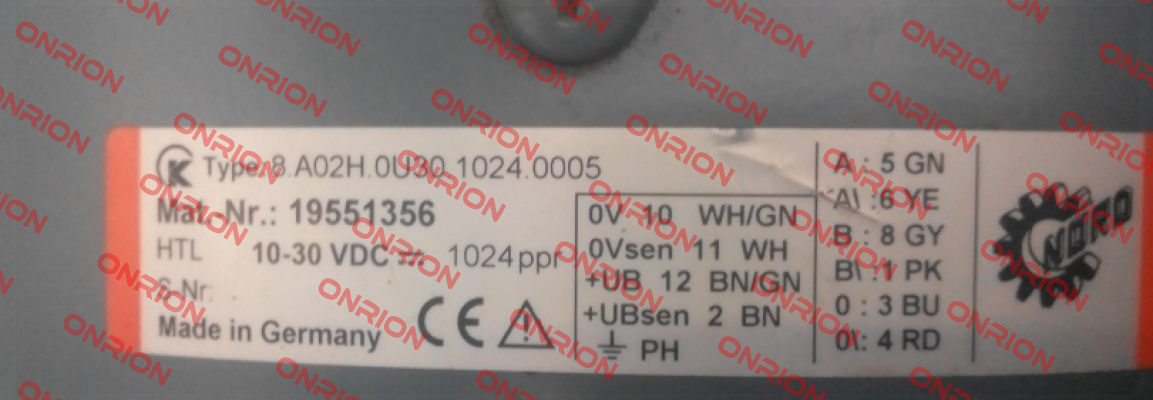 K Type: 8.A02H.0U30.1024.0005
Mat.-Nr.: 19551356
HTL 10-30 VDC 1024 ppr
S-Nr:
Made in Germany CE
0V 10 WH/GN
0Vsen 11 WH
+UB 12 BN/GN
+UBsen 2 BN
PH
A : 5 GN
A\ :6 YE
B : 8 GY
B\ :1 PK
0 : 3 BU
0\: 4 RD
NORD
ONRION